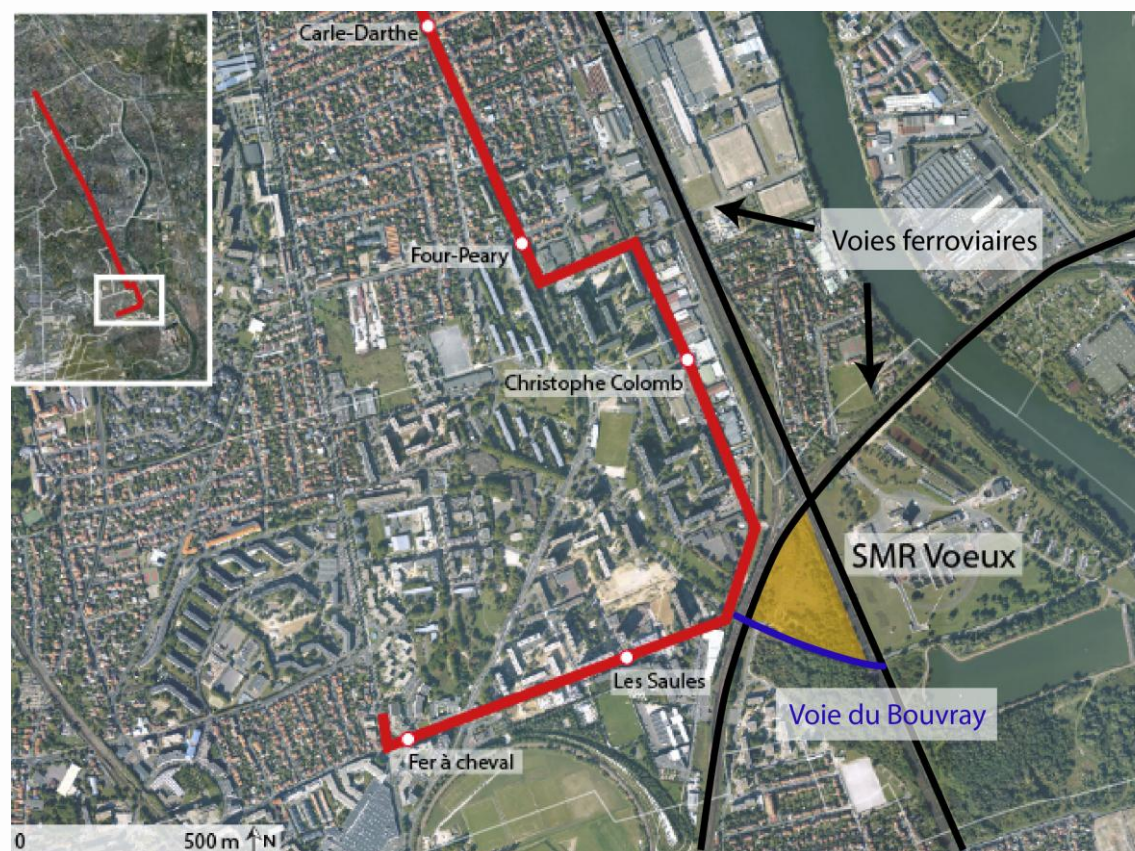 Carle-Darthe
Four-Peary
Voies ferroviaires
Christophe Colomb
SMR Voeux
Les Saules
Voie du Bouvray
Fer à cheval
0 500 m N